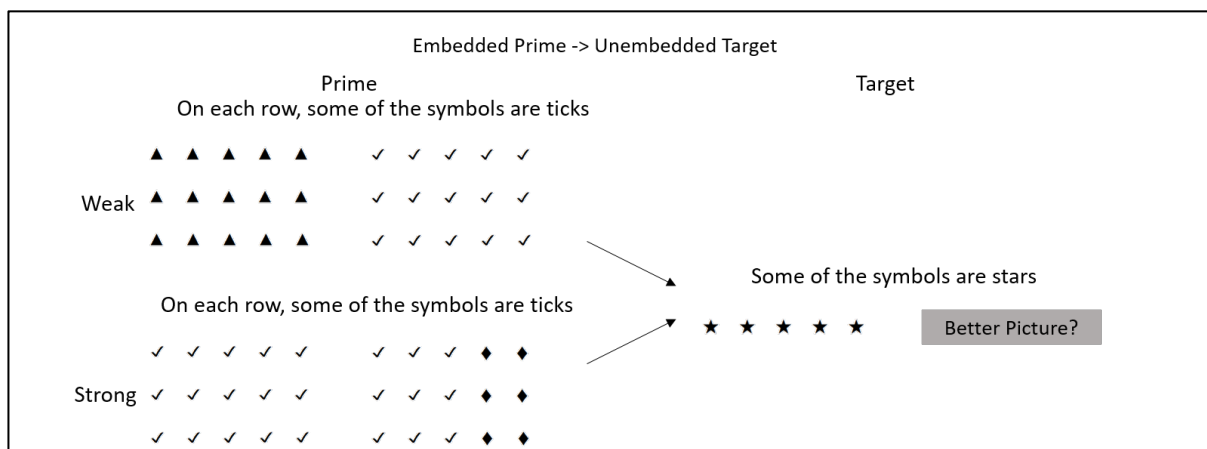 Embedded Prime -> Unembedded Target
Prime
Target
On each row, some of the symbols are ticks
Weak
On each row, some of the symbols are ticks
Strong
Some of the symbols are stars
Better Picture?